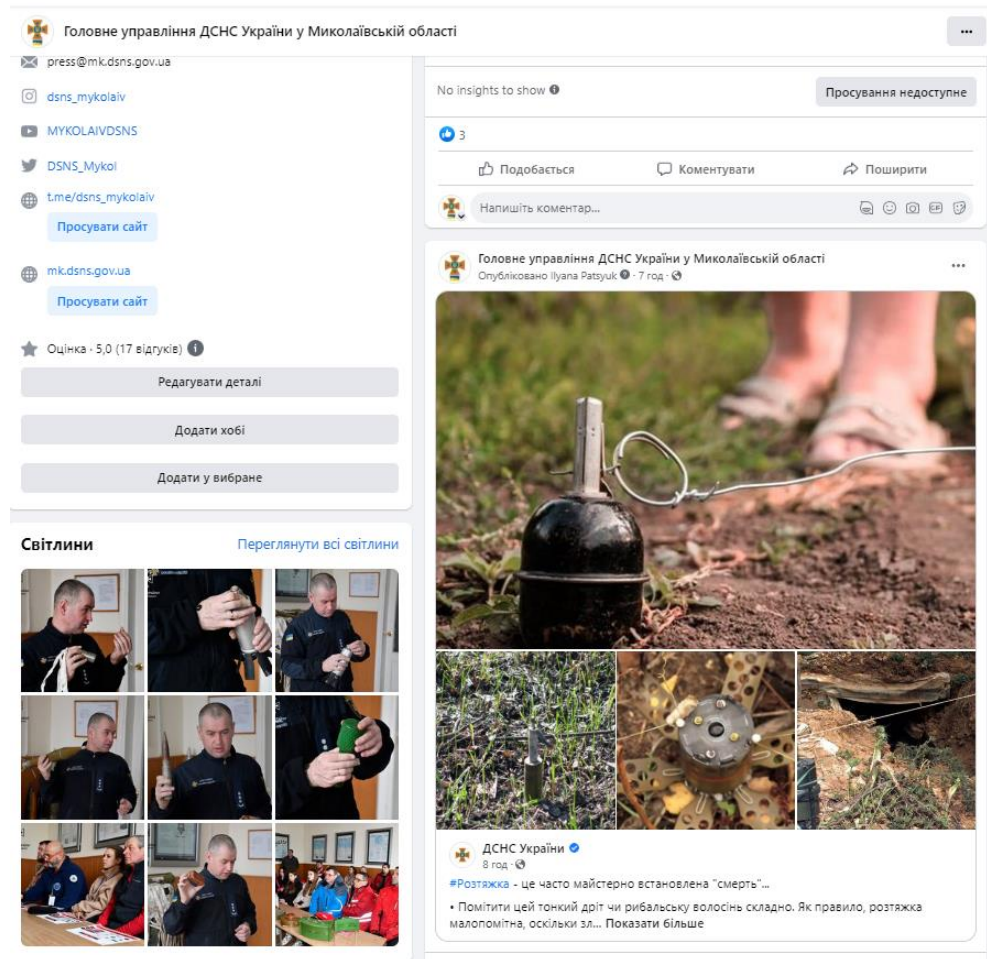 Головне управління ДСНС України у Миколаївській області
press@mk.dsns.gov.ua
dsns_mykolaiv
MYKOLAIVDSNS
DSNS_Mykol
t.me/dsns_mykolaiv
Просувати сайт
mk.dsns.gov.ua
Просувати сайт
Оцінка · 5,0 (17 відгуків)
Редагувати деталі
Додати хобі
Додати у вибране
Світлини
Переглянути всі світлини
No insights to show
Просування недоступне
3
Подобається
Коментувати
Поширити
Напишіть коментар...
GIF
Головне управління ДСНС України у Миколаївській області
Опубліковано Ilyana Patsyuk · 7 год ·
ДСНС України
8 год ·
#Розтяжка - це часто майстерно встановлена "смерть"...
▪ Помітити цей тонкий дріт чи рибальську волосінь складно. Як правило, розтяжка
малопомітна, оскільки зл... Показати більше